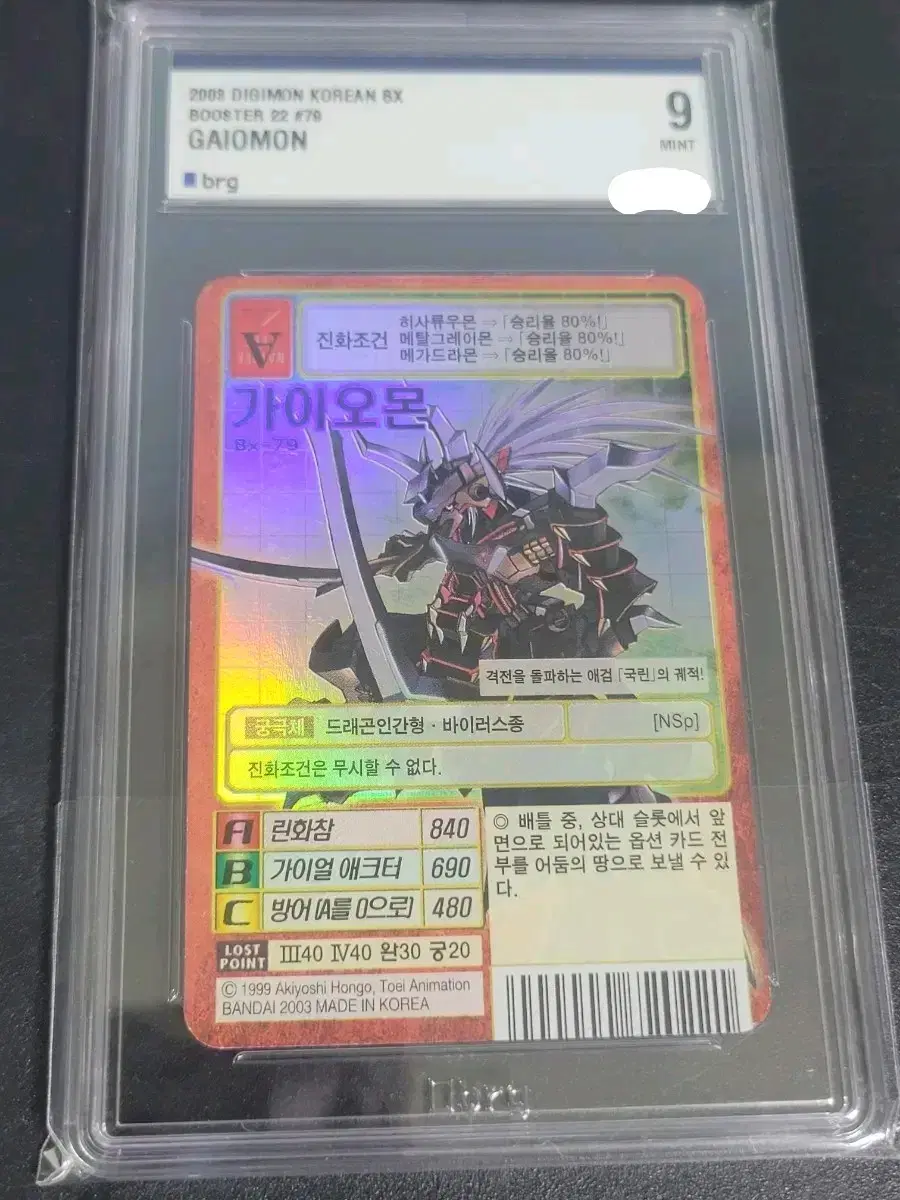 2003 DIGIMON KOREAN BX
BOOSTER 22 #79
GAIOMON
9
MINT
brg
진화조건
히사류우몬 ⇒ 「승리율 80%!」
메탈그레이몬 ⇒ 「승리율 80%!」
메가드라몬 ⇒ 「승리율 80%!」
가이오몬
Bx-79
격전을 돌파하는 애검 「국린」의 궤적!
궁극체 드래곤인간형 · 바이러스종 [NSp]
진화조건은 무시할 수 없다.
A 린화참 840
B 가이얼 애크터 690
C 방어 (A를 0으로) 480
LOST POINT III40 IV40 완30 궁20
◎ 배틀 중, 상대 슬롯에서 앞
면으로 되어있는 옵션 카드 전
부를 어둠의 땅으로 보낼 수 있
다.
© 1999 Akiyoshi Hongo, Toei Animation
BANDAI 2003 MADE IN KOREA